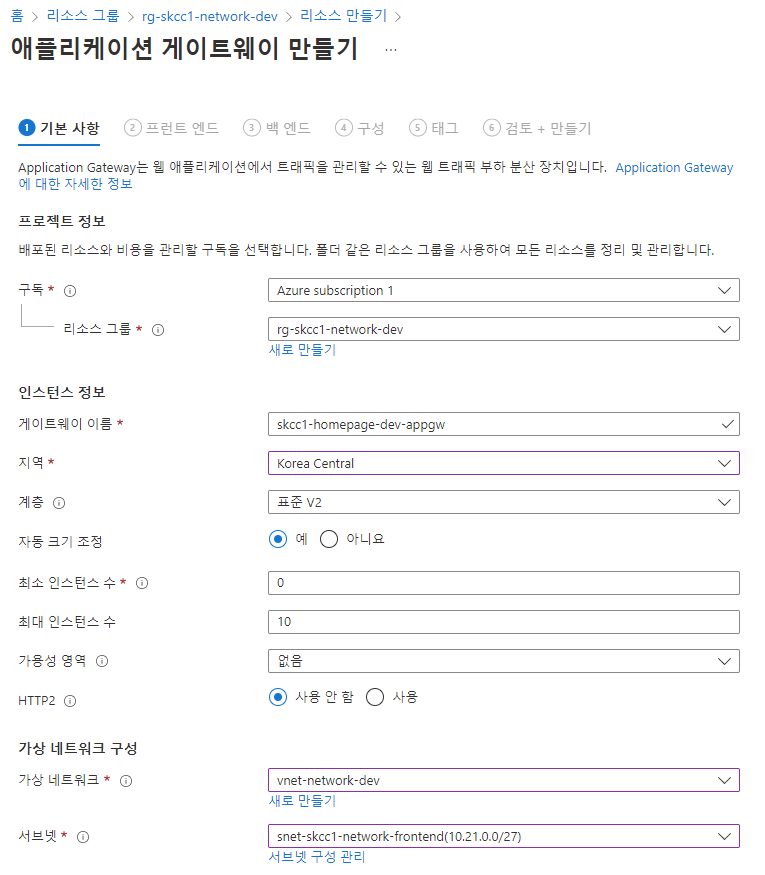 홈 > 리소스 그룹 > rg-skcc1-network-dev > 리소스 만들기 >
애플리케이션 게이트웨이 만들기 ...
1 기본 사항 2 프런트 엔드 3 백 엔드 4 구성 5 태그 6 검토 + 만들기
Application Gateway는 웹 애플리케이션에서 트래픽을 관리할 수 있는 웹 트래픽 부하 분산 장치입니다. Application Gateway
에 대한 자세한 정보
프로젝트 정보
배포된 리소스와 비용을 관리할 구독을 선택합니다. 폴더 같은 리소스 그룹을 사용하여 모든 리소스를 정리 및 관리합니다.
구독 * Azure subscription 1
리소스 그룹 * rg-skcc1-network-dev
새로 만들기
인스턴스 정보
게이트웨이 이름 * skcc1-homepage-dev-appgw
지역 * Korea Central
계층 표준 V2
자동 크기 조정 예 아니요
최소 인스턴스 수 * 0
최대 인스턴스 수 10
가용성 영역 없음
HTTP2 사용 안 함 사용
가상 네트워크 구성
가상 네트워크 * vnet-network-dev
새로 만들기
서브넷 * snet-skcc1-network-frontend(10.21.0.0/27)
서브넷 구성 관리